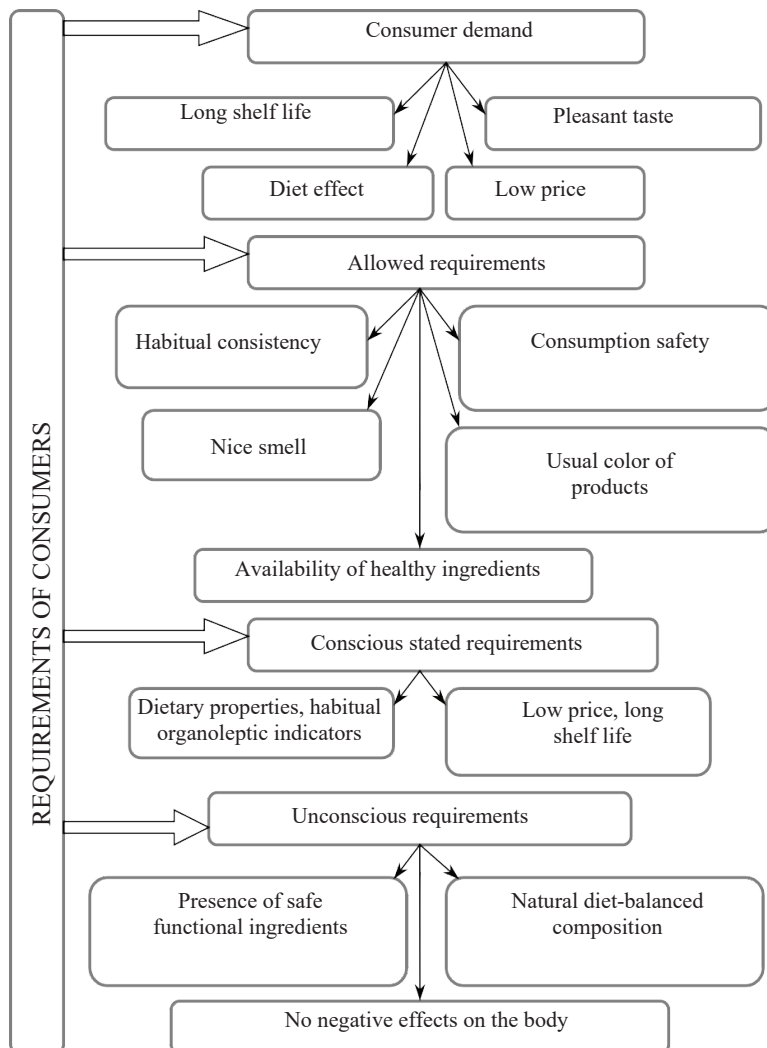 REQUIREMENTS OF CONSUMERS
Consumer demand
Long shelf life
Pleasant taste
Diet effect
Low price
Allowed requirements
Habitual consistency
Consumption safety
Nice smell
Usual color of
products
Availability of healthy ingredients
Conscious stated requirements
Dietary properties, habitual
organoleptic indicators
Low price, long
shelf life
Unconscious requirements
Presence of safe
functional ingredients
Natural diet-balanced
composition
No negative effects on the body